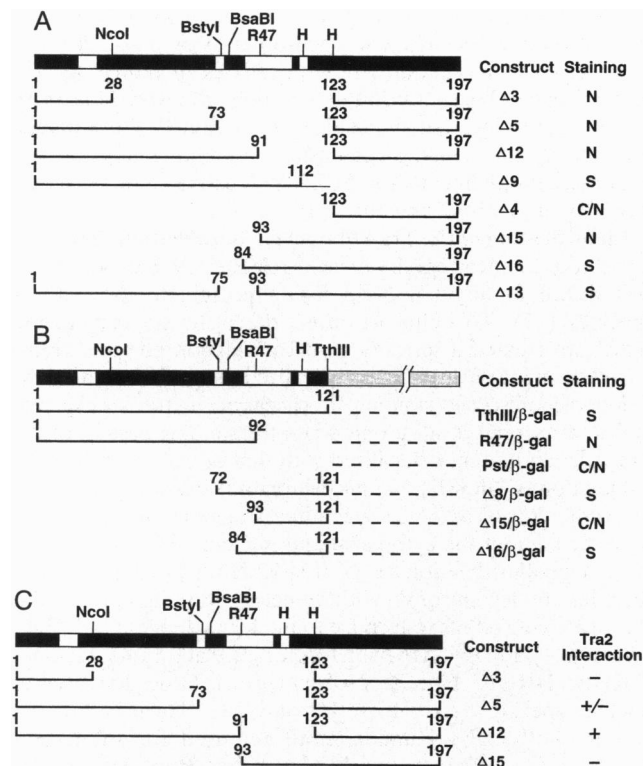 A
NcoI BstyI BsaBI R47 H H
Construct Staining
1 28 123 197 Δ3 N
1 73 123 197 Δ5 N
1 91 123 197 Δ12 N
1 112 Δ9 S
123 197 Δ4 C/N
93 197 Δ15 N
84 197 Δ16 S
1 75 93 197 Δ13 S
B
NcoI BstyI BsaBI R47 H TthIII
Construct Staining
1 121 TthIII/β-gal S
1 92 R47/β-gal N
Pst/β-gal C/N
72 121 Δ8/β-gal S
93 121 Δ15/β-gal C/N
84 121 Δ16/β-gal S
C
NcoI BstyI BsaBI R47 H H
Construct Tra2 Interaction
1 28 123 197 Δ3 –
1 73 123 197 Δ5 +/–
1 91 123 197 Δ12 +
93 197 Δ15 –